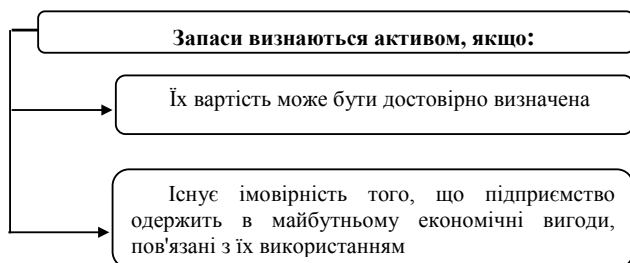 Запаси визнаються активом, якщо:
Їх вартість може бути достовірно визначена
Існує імовірність того, що підприємство
одержить в майбутньому економічні вигоди,
пов'язані з їх використанням